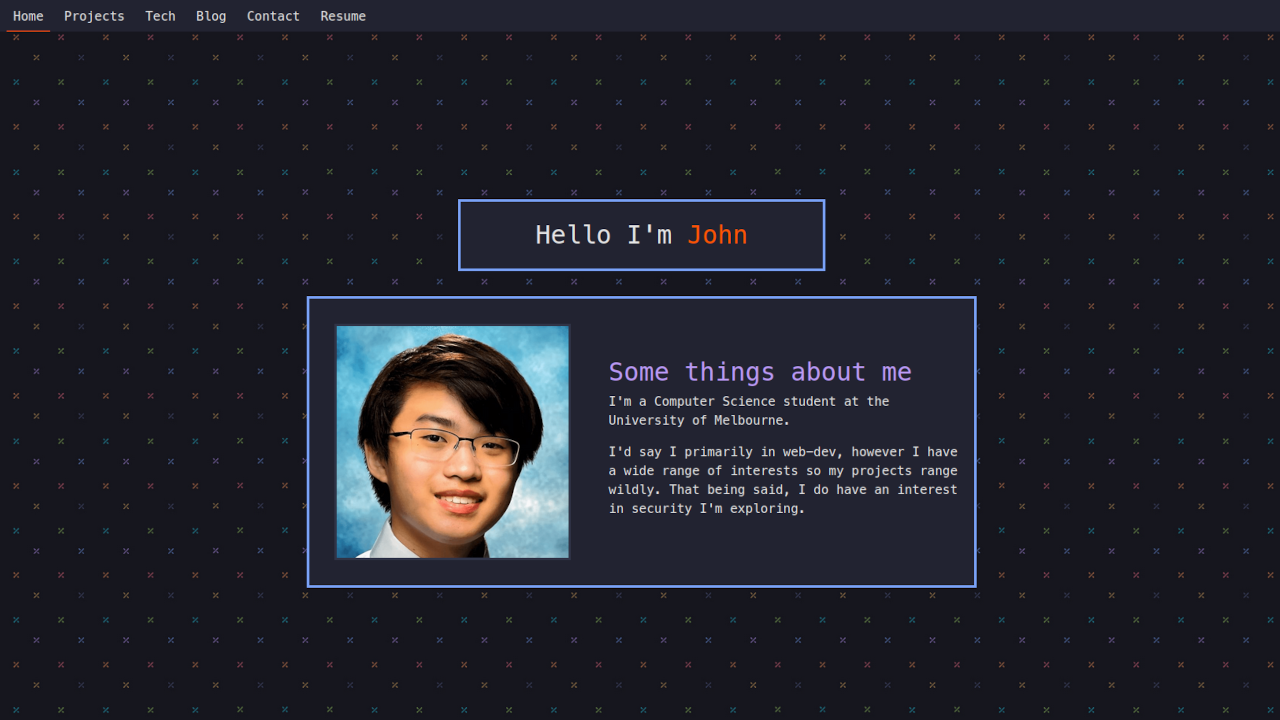 Home Projects Tech Blog Contact Resume
Hello I'm John
Some things about me
I'm a Computer Science student at the
University of Melbourne.
I'd say I primarily in web-dev, however I have
a wide range of interests so my projects range
wildly. That being said, I do have an interest
in security I'm exploring.